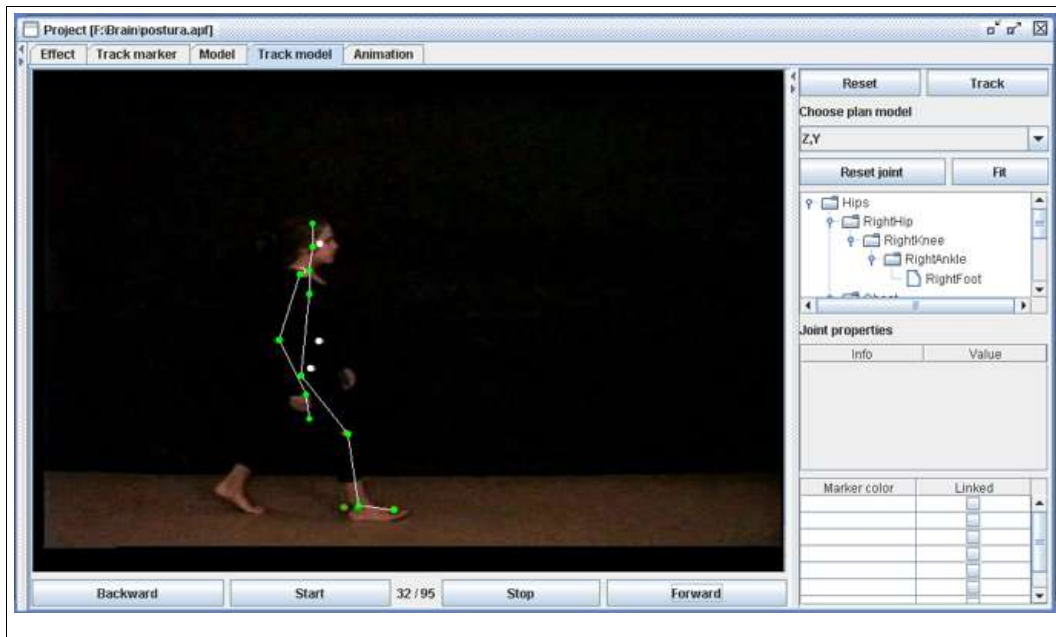 Project [F:\Brain\postura.apf]
Effect Track marker Model Track model Animation
Reset Track
Choose plan model
Z,Y
Reset joint Fit
Hips
RightHip
RightKnee
RightAnkle
RightFoot
Chest
Joint properties
Info Value
Marker color Linked
Backward Start 32 / 95 Stop Forward